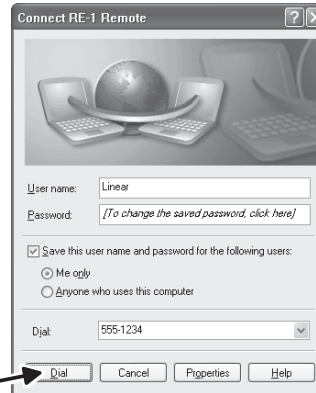 Connect RE-1 Remote
User name: Linear
Password: [To change the saved password, click here]
Save this user name and password for the following users:
Me only
Anyone who uses this computer
Dial: 555-1234
Dial Cancel Properties Help